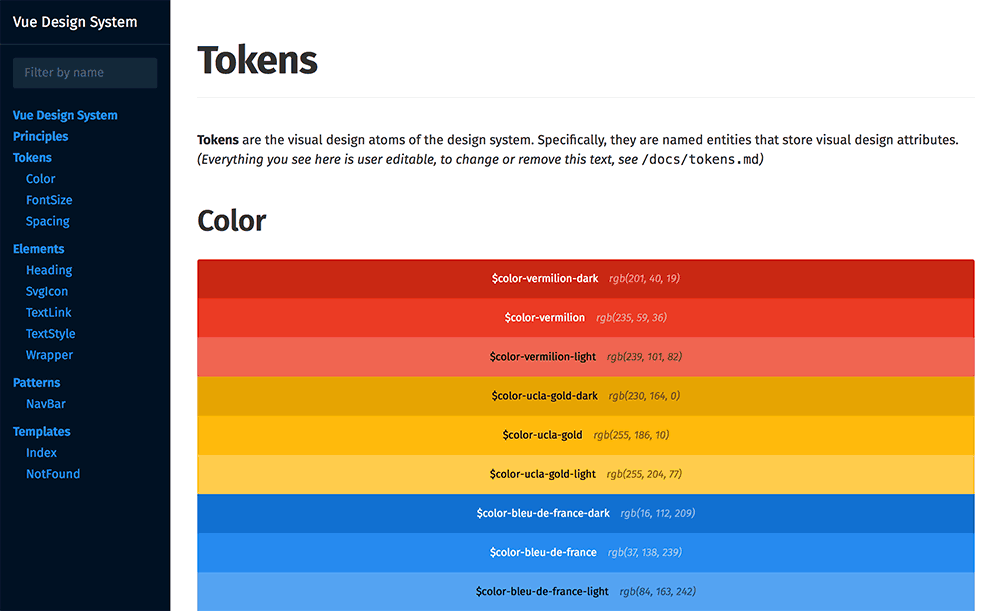 Vue Design System
Filter by name
Vue Design System
Principles
Tokens
Color
FontSize
Spacing
Elements
Heading
SvgIcon
TextLink
TextStyle
Wrapper
Patterns
NavBar
Templates
Index
NotFound
Tokens
Tokens are the visual design atoms of the design system. Specifically, they are named entities that store visual design attributes.
(Everything you see here is user editable, to change or remove this text, see /docs/tokens.md)
Color
$color-vermilion-dark rgb(201, 40, 19)
$color-vermilion rgb(235, 59, 36)
$color-vermilion-light rgb(239, 101, 82)
$color-ucla-gold-dark rgb(230, 164, 0)
$color-ucla-gold rgb(255, 186, 10)
$color-ucla-gold-light rgb(255, 204, 77)
$color-bleu-de-france-dark rgb(16, 112, 209)
$color-bleu-de-france rgb(37, 138, 239)
$color-bleu-de-france-light rgb(84, 163, 242)